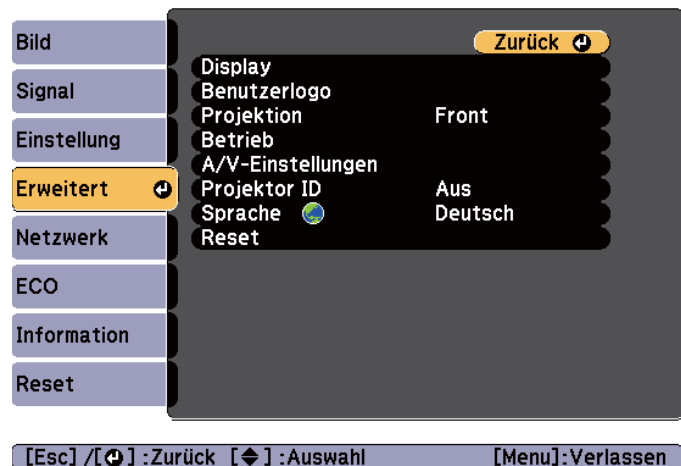 Bild
Signal
Einstellung
Erweitert
Netzwerk
ECO
Information
Reset
Zurück
Display
Benutzerlogo
Projektion Front
Betrieb
A/V-Einstellungen
Projektor ID Aus
Sprache Deutsch
Reset
[Esc] /[⏎] :Zurück [◆] :Auswahl [Menu]:Verlassen